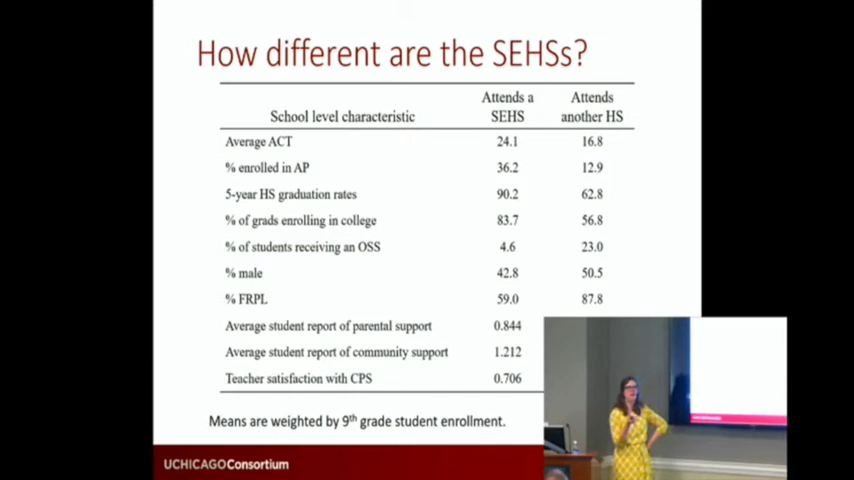 How different are the SEHSs?
School level characteristic Attends a SEHS Attends another HS
Average ACT 24.1 16.8
% enrolled in AP 36.2 12.9
5-year HS graduation rates 90.2 62.8
% of grads enrolling in college 83.7 56.8
% of students receiving an OSS 4.6 23.0
% male 42.8 50.5
% FRPL 59.0 87.8
Average student report of parental support 0.844
Average student report of community support 1.212
Teacher satisfaction with CPS 0.706
Means are weighted by 9th grade student enrollment.
UCHICAGOConsortium